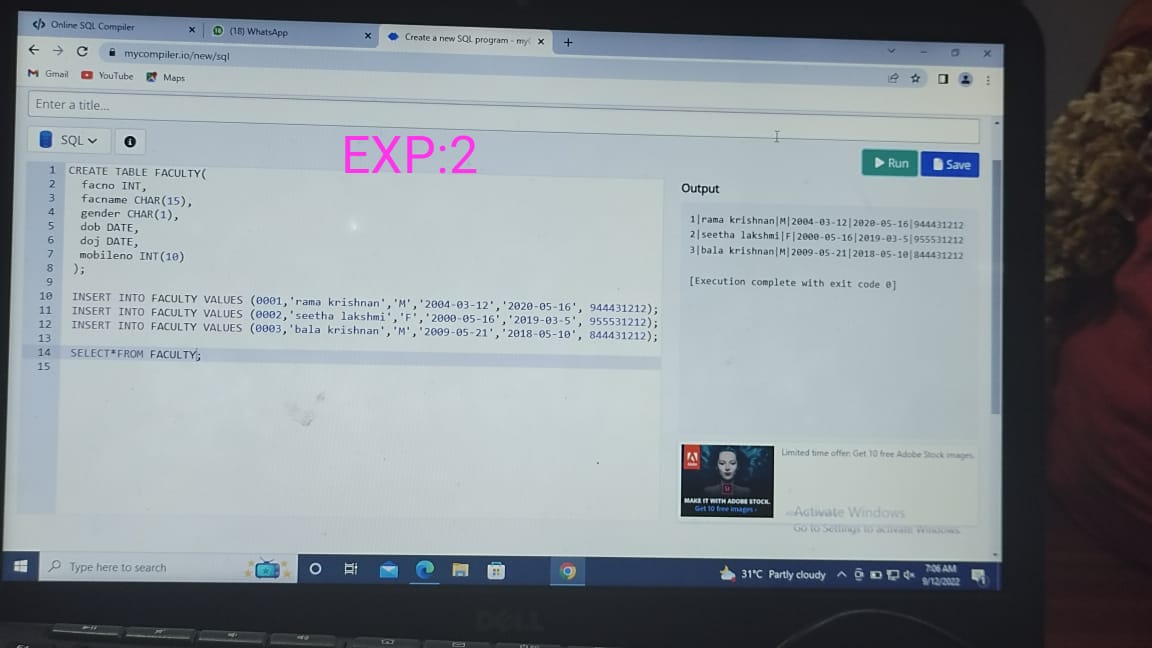 Online SQL Compiler
(18) WhatsApp
Create a new SQL program - my
mycompiler.io/new/sql
Gmail
YouTube
Maps
Enter a title...
SQL
EXP:2
Run
Save
1 CREATE TABLE FACULTY(
2 facno INT,
3 facname CHAR(15),
4 gender CHAR(1),
5 dob DATE,
6 doj DATE,
7 mobileno INT(10)
8 );
9
10 INSERT INTO FACULTY VALUES (0001,'rama krishnan','M','2004-03-12','2020-05-16', 944431212);
11 INSERT INTO FACULTY VALUES (0002,'seetha lakshmi','F','2000-05-16','2019-03-5', 955531212);
12 INSERT INTO FACULTY VALUES (0003,'bala krishnan','M','2009-05-21','2018-05-10', 844431212);
13
14 SELECT*FROM FACULTY;
15
Output
1|rama krishnan|M|2004-03-12|2020-05-16|944431212
2|seetha lakshmi|F|2000-05-16|2019-03-5|955531212
3|bala krishnan|M|2009-05-21|2018-05-10|844431212
[Execution complete with exit code 0]
Adobe
MAKE IT WITH ADOBE STOCK.
Get 10 free images ›
Limited time offer: Get 10 free Adobe Stock images.
Activate Windows
Go to Settings to activate Windows.
Type here to search
31°C Partly cloudy
7:06 AM
9/12/2022
DELL